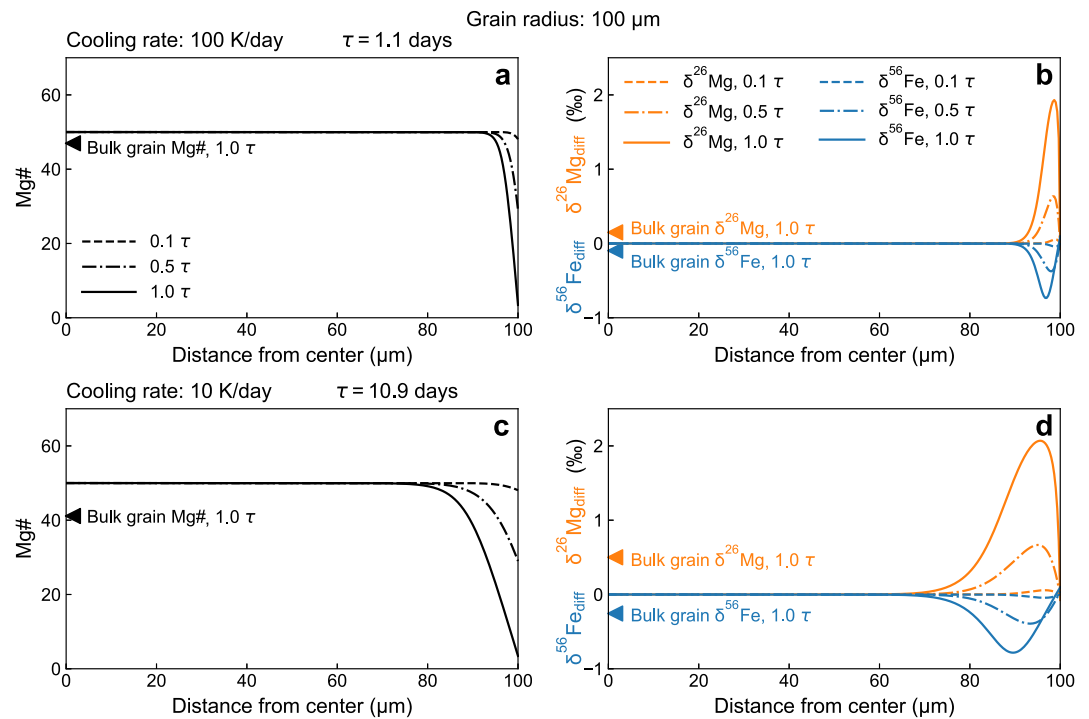 Grain radius: 100 μm
Cooling rate: 100 K/day τ = 1.1 days
a
60
40
20
0
Mg#
Bulk grain Mg#, 1.0 τ
0.1 τ
0.5 τ
1.0 τ
0 20 40 60 80 100
Distance from center (μm)
b
δ²⁶Mg, 0.1 τ δ⁵⁶Fe, 0.1 τ
δ²⁶Mg, 0.5 τ δ⁵⁶Fe, 0.5 τ
δ²⁶Mg, 1.0 τ δ⁵⁶Fe, 1.0 τ
2
1
0
−1
δ⁵⁶Fe_diff δ²⁶Mg_diff (‰)
Bulk grain δ²⁶Mg, 1.0 τ
Bulk grain δ⁵⁶Fe, 1.0 τ
0 20 40 60 80 100
Distance from center (μm)
Cooling rate: 10 K/day τ = 10.9 days
c
60
40
20
0
Mg#
Bulk grain Mg#, 1.0 τ
0 20 40 60 80 100
Distance from center (μm)
d
2
1
0
−1
δ⁵⁶Fe_diff δ²⁶Mg_diff (‰)
Bulk grain δ²⁶Mg, 1.0 τ
Bulk grain δ⁵⁶Fe, 1.0 τ
0 20 40 60 80 100
Distance from center (μm)